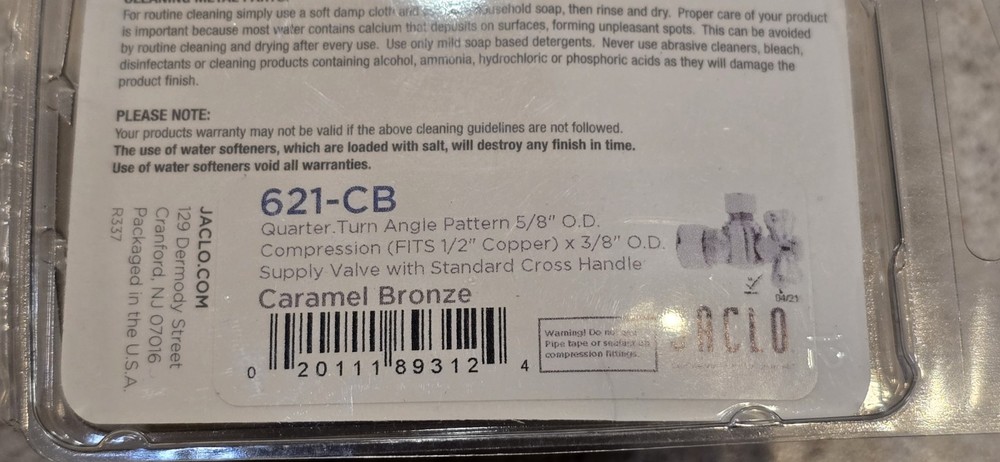 For routine cleaning simply use a soft damp cloth and household soap, then rinse and dry. Proper care of your product
is important because most water contains calcium that deposits on surfaces, forming unpleasant spots. This can be avoided
by routine cleaning and drying after every use. Use only mild soap based detergents. Never use abrasive cleaners, bleach,
disinfectants or cleaning products containing alcohol, ammonia, hydrochloric or phosphoric acids as they will damage the
product finish.
PLEASE NOTE:
Your products warranty may not be valid if the above cleaning guidelines are not followed.
The use of water softeners, which are loaded with salt, will destroy any finish in time.
Use of water softeners void all warranties.
JACLO.COM
129 Dermody Street
Cranford, NJ 07016
Packaged in the U.S.A.
R337
621-CB
Quarter Turn Angle Pattern 5/8" O.D.
Compression (FITS 1/2" Copper) x 3/8" O.D.
Supply Valve with Standard Cross Handle
Caramel Bronze
0 20111 89312 4
04/21
Warning! Do not
Pipe tape or
compression fittings.
JACLO